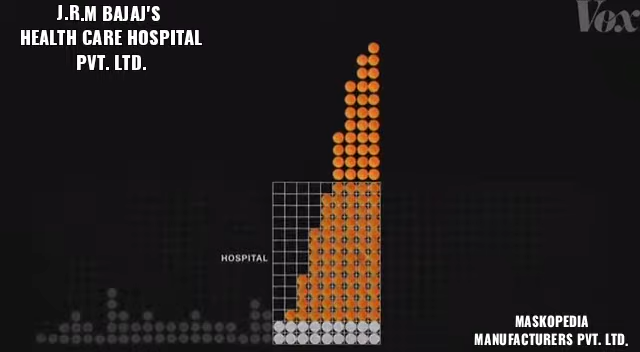 J.R.M BAJAJ'S
HEALTH CARE HOSPITAL
PVT. LTD.
Vox
HOSPITAL
MASKOPEDIA
MANUFACTURERS PVT. LTD.